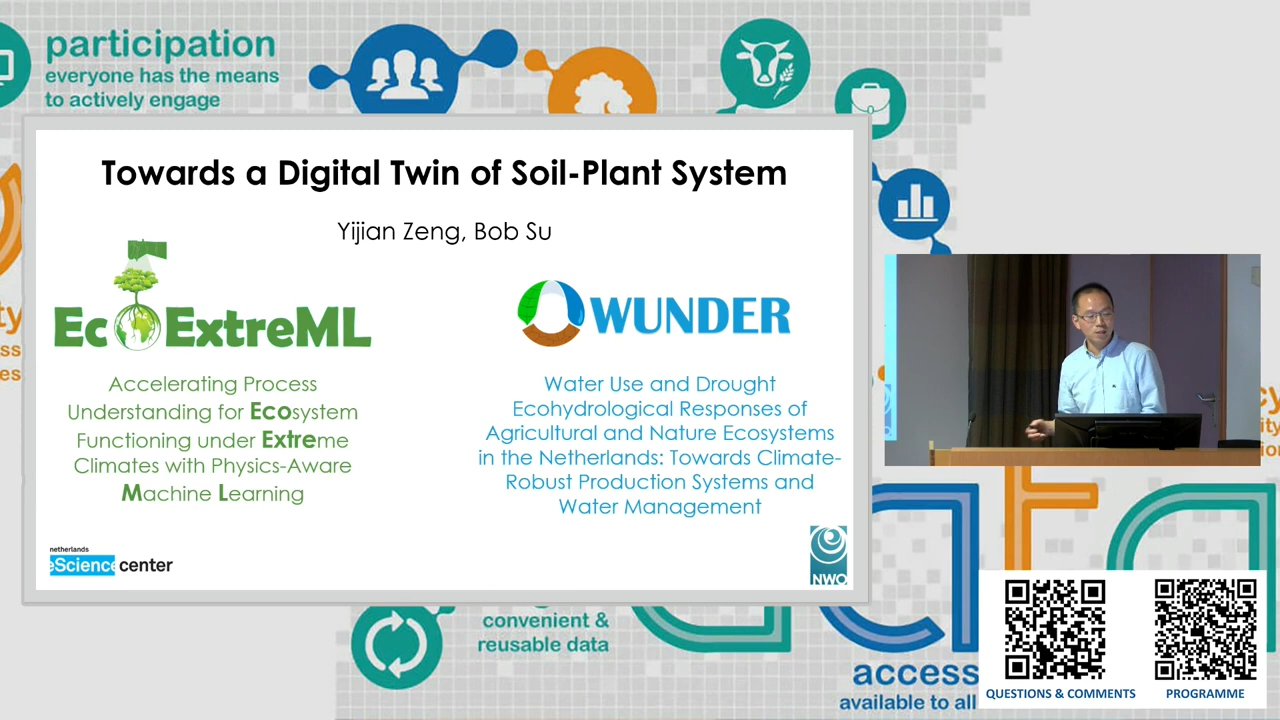 participation
everyone has the means
to actively engage
Towards a Digital Twin of Soil-Plant System
Yijian Zeng, Bob Su
EcoExtreML
WUNDER
Accelerating Process
Understanding for Ecosystem
Functioning under Extreme
Climates with Physics-Aware
Machine Learning
Water Use and Drought
Ecohydrological Responses of
Agricultural and Nature Ecosystems
in the Netherlands: Towards Climate-
Robust Production Systems and
Water Management
netherlands
eScience center
NWO
convenient &
reusable data
access
available to all
QUESTIONS & COMMENTS
PROGRAMME